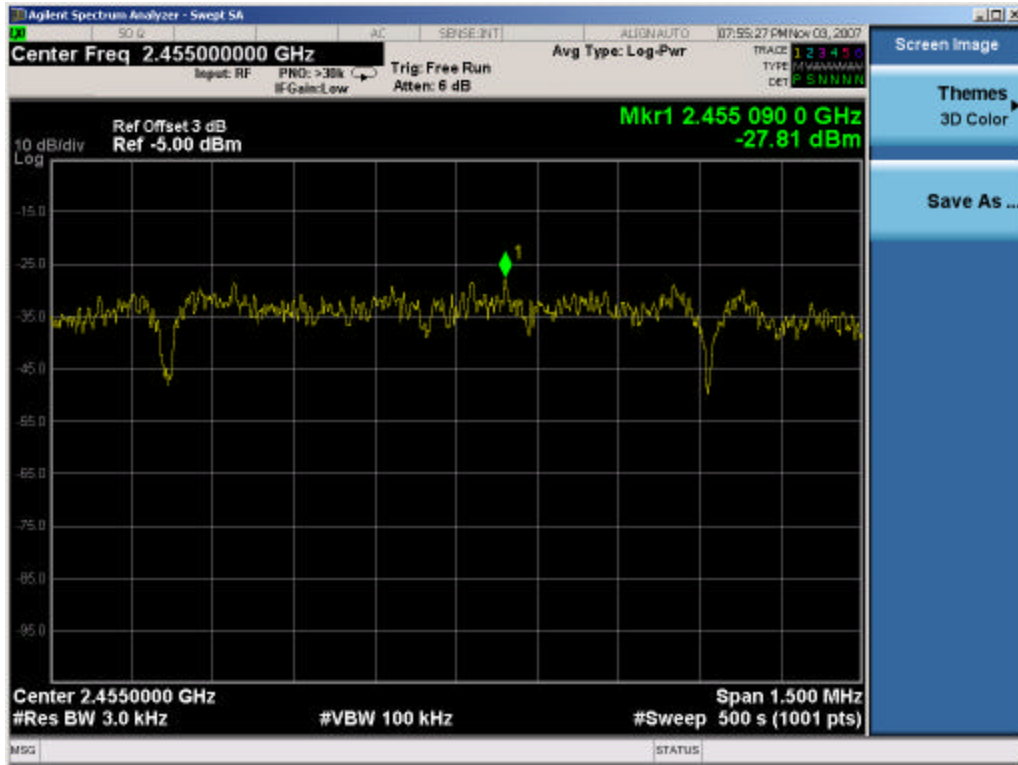 Agilent Spectrum Analyzer - Swept SA
LXI 50 Ω AC SENSE:INT ALIGNAUTO 07:55:27 PM Nov 03, 2007
Center Freq 2.455000000 GHz
Input: RF PNO: >30k
IFGain:Low
Trig: Free Run
Atten: 6 dB
Avg Type: Log-Pwr
TRACE 1 2 3 4 5 6
TYPE
DET P S N N N N
Screen Image
Themes
3D Color
Save As ...
Mkr1 2.455 090 0 GHz
-27.81 dBm
Ref Offset 3 dB
10 dB/div Ref -5.00 dBm
Log
1
-15.0
-25.0
-35.0
-45.0
-55.0
-65.0
-75.0
-85.0
-95.0
Center 2.4550000 GHz Span 1.500 MHz
#Res BW 3.0 kHz #VBW 100 kHz #Sweep 500 s (1001 pts)
MSG STATUS